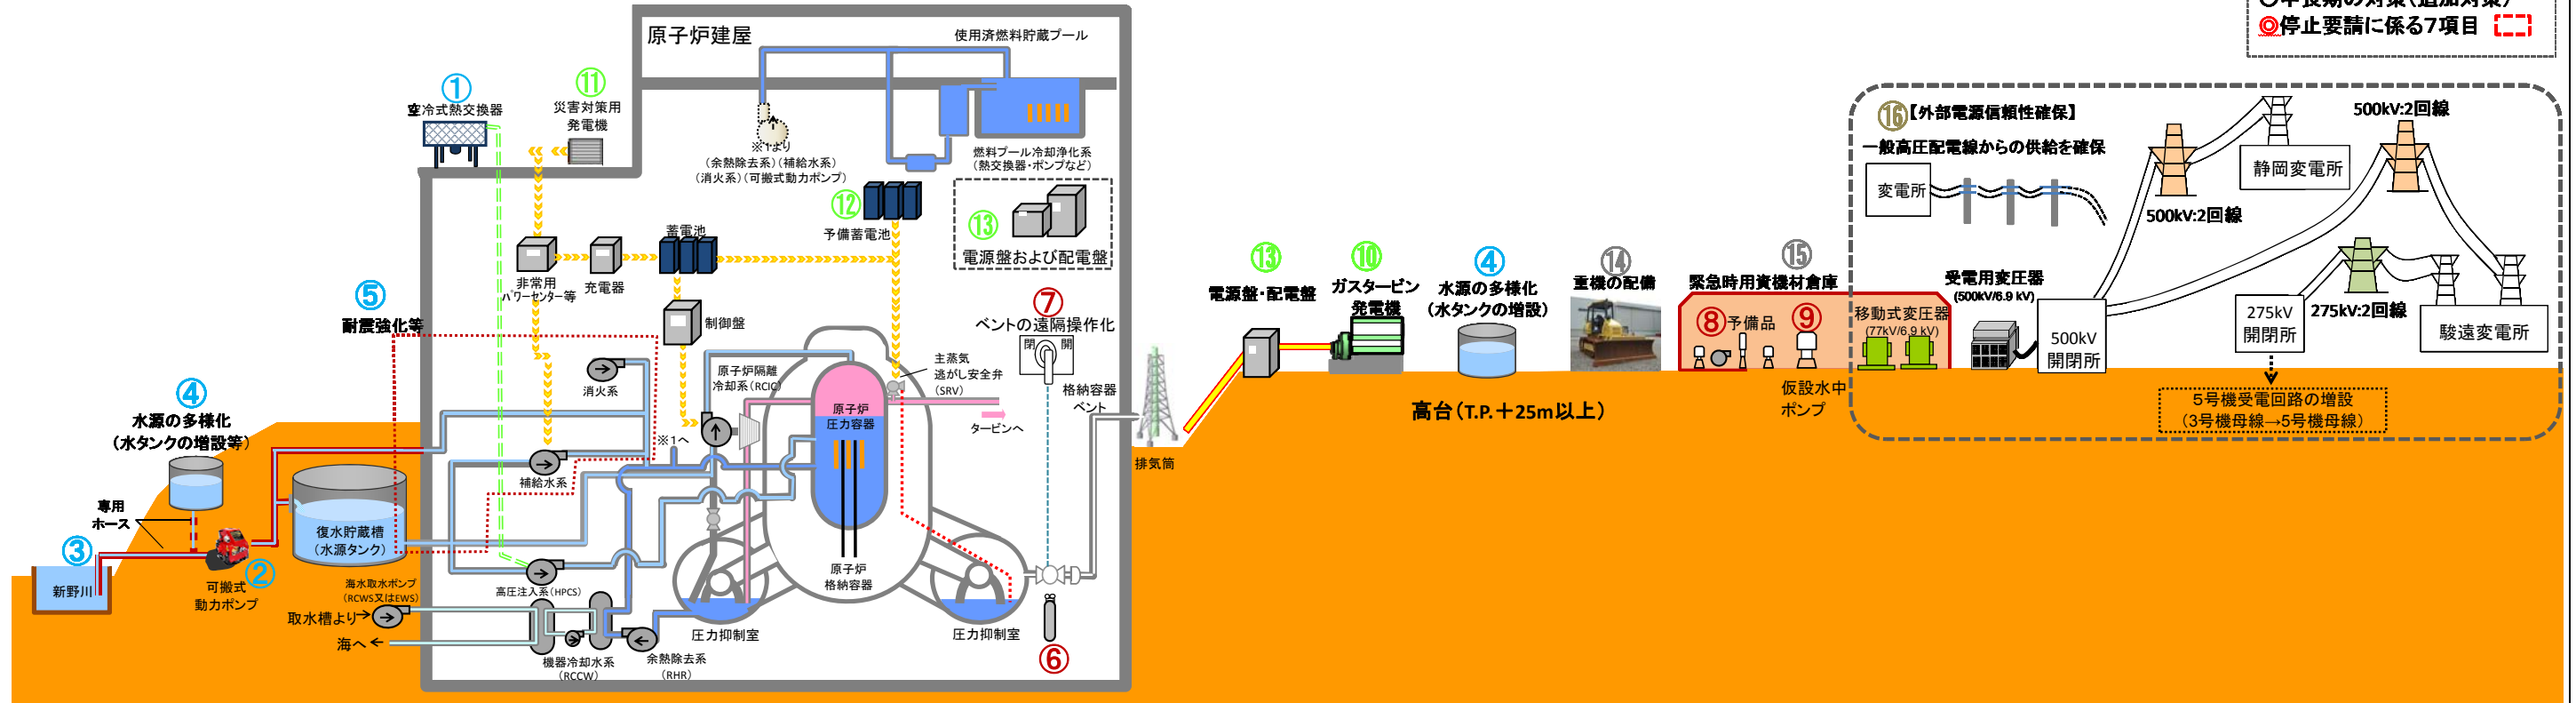 ◎停止要請に係る7項目
原子炉建屋
使用済燃料貯蔵プール
①
空冷式熱交換器
⑪
災害対策用
発電機
※1より
(余熱除去系)(補給水系)
(消火系)(可搬式動力ポンプ)
燃料プール冷却浄化系
(熱交換器・ポンプなど)
⑫
予備蓄電池
⑬
電源盤および配電盤
蓄電池
非常用
パワーセンター等
充電器
制御盤
⑤
耐震強化等
④
水源の多様化
(水タンクの増設等)
専用
ホース
③
新野川
②
可搬式
動力ポンプ
復水貯蔵槽
(水源タンク)
海水取水ポンプ
(RCWS又はEWS)
取水槽より→
海へ←
消火系
補給水系
高圧注入系(HPCS)
機器冷却水系
(RCCW)
余熱除去系
(RHR)
原子炉隔離
冷却系(RCIC)
※1へ
原子炉
圧力容器
原子炉
格納容器
圧力抑制室
圧力抑制室
主蒸気
逃がし安全弁
(SRV)
タービンへ
⑦
ベントの遠隔操作化
閉 開
格納容器
ベント
⑥
排気筒
⑬
電源盤・配電盤
⑩
ガスタービン
発電機
④
水源の多様化
(水タンクの増設)
⑭
重機の配備
高台(T.P.+25m以上)
⑮
緊急時用資機材倉庫
⑧予備品 ⑨
仮設水中
ポンプ
移動式変圧器
(77kV/6.9 kV)
⑯【外部電源信頼性確保】
一般高圧配電線からの供給を確保
変電所
受電用変圧器
(500kV/6.9 kV)
500kV
開閉所
500kV:2回線
静岡変電所
500kV:2回線
275kV
開閉所
275kV:2回線
駿遠変電所
5号機受電回路の増設
(3号機母線→5号機母線)